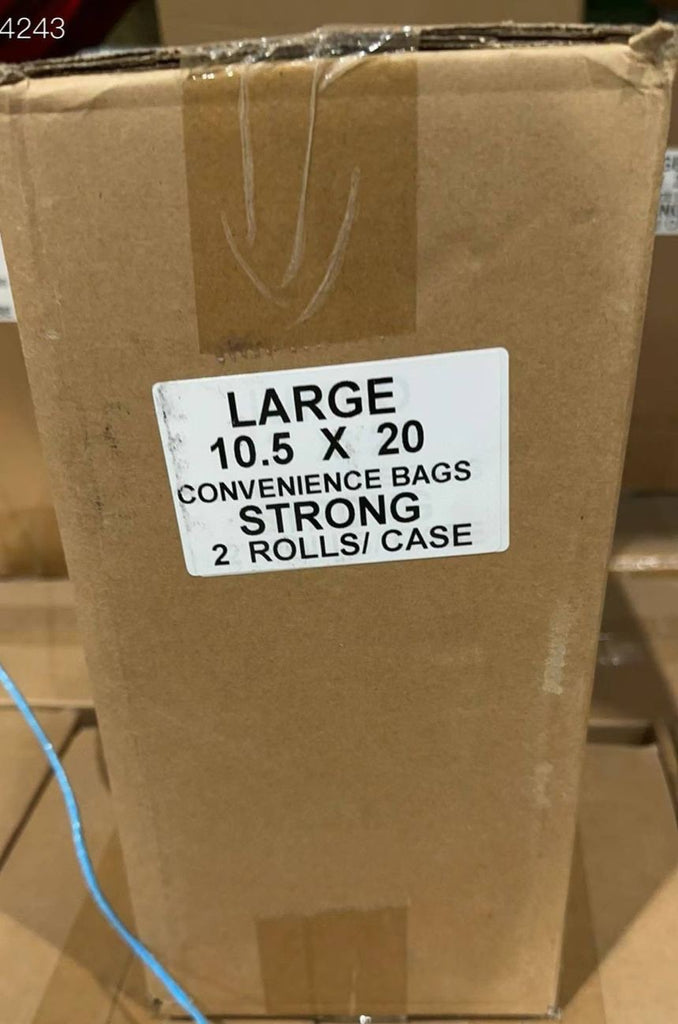 4243
LARGE
10.5 X 20
CONVENIENCE BAGS
STRONG
2 ROLLS/ CASE